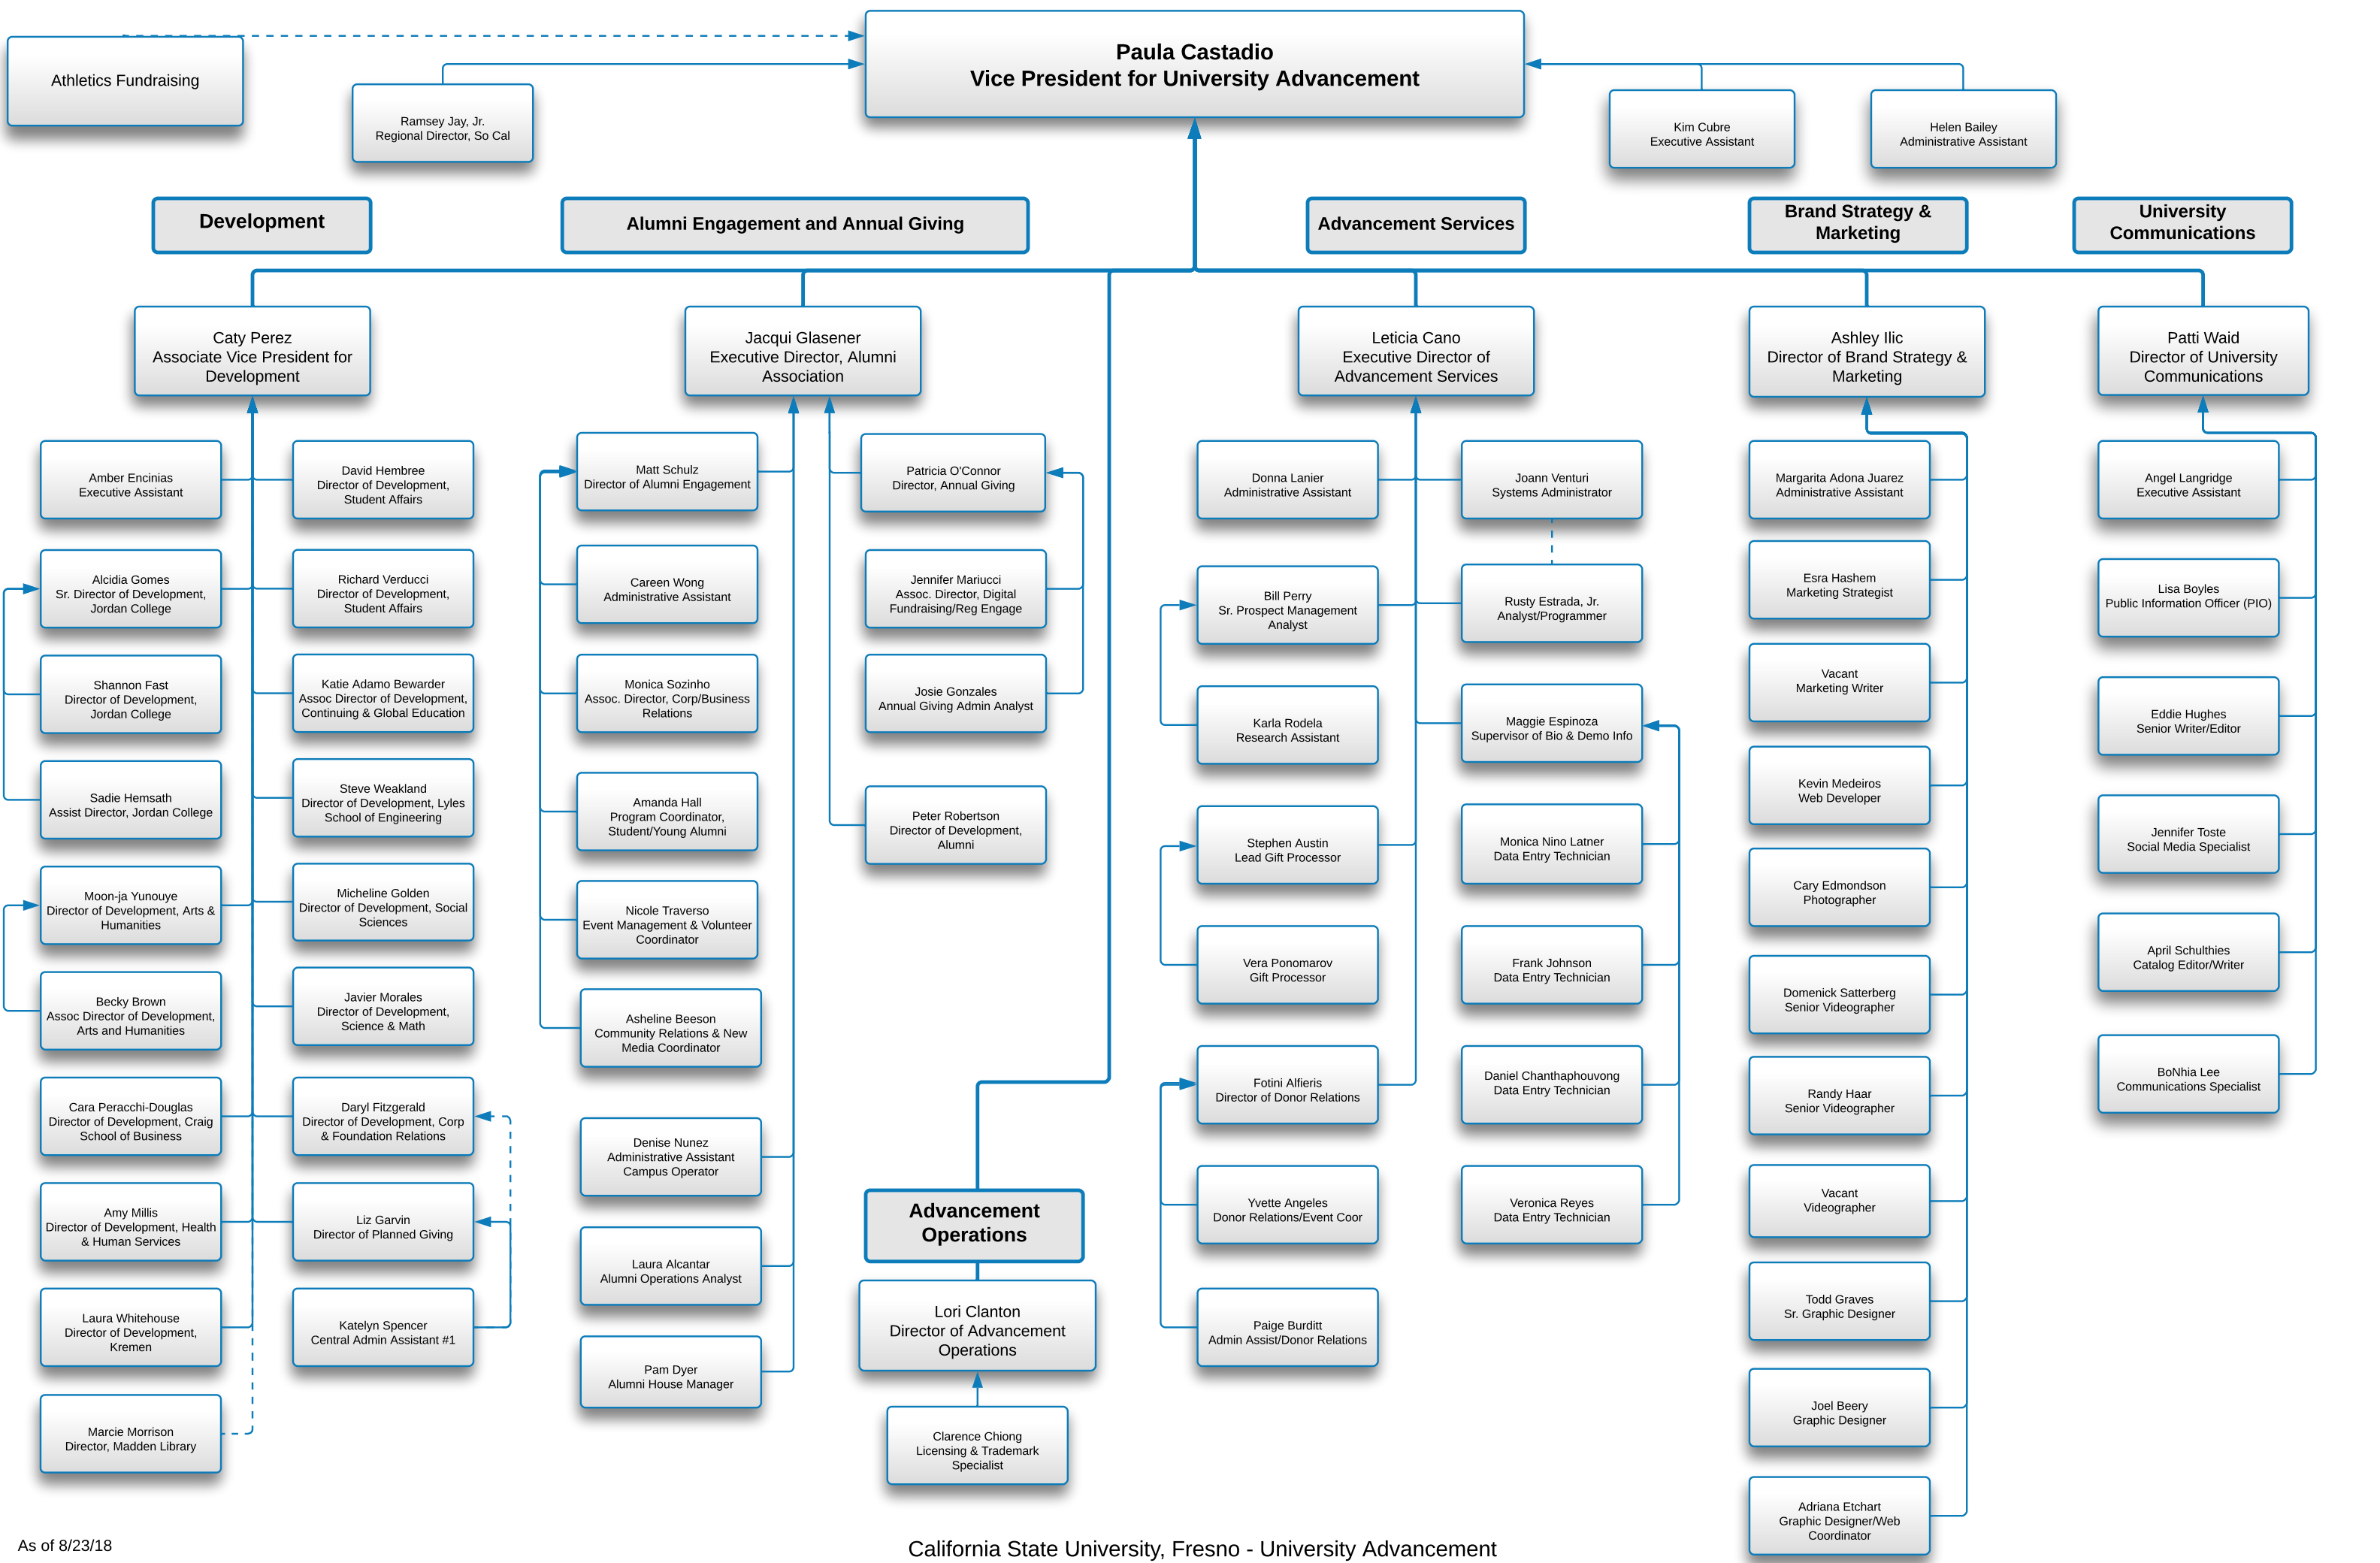 Paula Castadio
Vice President for University Advancement
Athletics Fundraising
Ramsey Jay, Jr.
Regional Director, So Cal
Kim Cubre
Executive Assistant
Helen Bailey
Administrative Assistant
Development
Alumni Engagement and Annual Giving
Advancement Services
Brand Strategy &
Marketing
University
Communications
Caty Perez
Associate Vice President for
Development
Jacqui Glasener
Executive Director, Alumni
Association
Leticia Cano
Executive Director of
Advancement Services
Ashley Ilic
Director of Brand Strategy &
Marketing
Patti Waid
Director of University
Communications
Amber Encinias
Executive Assistant
Alcidia Gomes
Sr. Director of Development,
Jordan College
Shannon Fast
Director of Development,
Jordan College
Sadie Hemsath
Assist Director, Jordan College
Moon-ja Yunouye
Director of Development, Arts &
Humanities
Becky Brown
Assoc Director of Development,
Arts and Humanities
Cara Peracchi-Douglas
Director of Development, Craig
School of Business
Amy Millis
Director of Development, Health
& Human Services
Laura Whitehouse
Director of Development,
Kremen
Marcie Morrison
Director, Madden Library
David Hembree
Director of Development,
Student Affairs
Richard Verducci
Director of Development,
Student Affairs
Katie Adamo Bewarder
Assoc Director of Development,
Continuing & Global Education
Steve Weakland
Director of Development, Lyles
School of Engineering
Micheline Golden
Director of Development, Social
Sciences
Javier Morales
Director of Development,
Science & Math
Daryl Fitzgerald
Director of Development, Corp
& Foundation Relations
Liz Garvin
Director of Planned Giving
Katelyn Spencer
Central Admin Assistant #1
Matt Schulz
Director of Alumni Engagement
Careen Wong
Administrative Assistant
Monica Sozinho
Assoc. Director, Corp/Business
Relations
Amanda Hall
Program Coordinator,
Student/Young Alumni
Nicole Traverso
Event Management & Volunteer
Coordinator
Asheline Beeson
Community Relations & New
Media Coordinator
Denise Nunez
Administrative Assistant
Campus Operator
Laura Alcantar
Alumni Operations Analyst
Pam Dyer
Alumni House Manager
Patricia O'Connor
Director, Annual Giving
Jennifer Mariucci
Assoc. Director, Digital
Fundraising/Reg Engage
Josie Gonzales
Annual Giving Admin Analyst
Peter Robertson
Director of Development,
Alumni
Advancement
Operations
Lori Clanton
Director of Advancement
Operations
Clarence Chiong
Licensing & Trademark
Specialist
Donna Lanier
Administrative Assistant
Bill Perry
Sr. Prospect Management
Analyst
Karla Rodela
Research Assistant
Stephen Austin
Lead Gift Processor
Vera Ponomarov
Gift Processor
Fotini Alfieris
Director of Donor Relations
Yvette Angeles
Donor Relations/Event Coor
Paige Burditt
Admin Assist/Donor Relations
Joann Venturi
Systems Administrator
Rusty Estrada, Jr.
Analyst/Programmer
Maggie Espinoza
Supervisor of Bio & Demo Info
Monica Nino Latner
Data Entry Technician
Frank Johnson
Data Entry Technician
Daniel Chanthaphouvong
Data Entry Technician
Veronica Reyes
Data Entry Technician
Margarita Adona Juarez
Administrative Assistant
Esra Hashem
Marketing Strategist
Vacant
Marketing Writer
Kevin Medeiros
Web Developer
Cary Edmondson
Photographer
Domenick Satterberg
Senior Videographer
Randy Haar
Senior Videographer
Vacant
Videographer
Todd Graves
Sr. Graphic Designer
Joel Beery
Graphic Designer
Adriana Etchart
Graphic Designer/Web
Coordinator
Angel Langridge
Executive Assistant
Lisa Boyles
Public Information Officer (PIO)
Eddie Hughes
Senior Writer/Editor
Jennifer Toste
Social Media Specialist
April Schulthies
Catalog Editor/Writer
BoNhia Lee
Communications Specialist
As of 8/23/18
California State University, Fresno - University Advancement